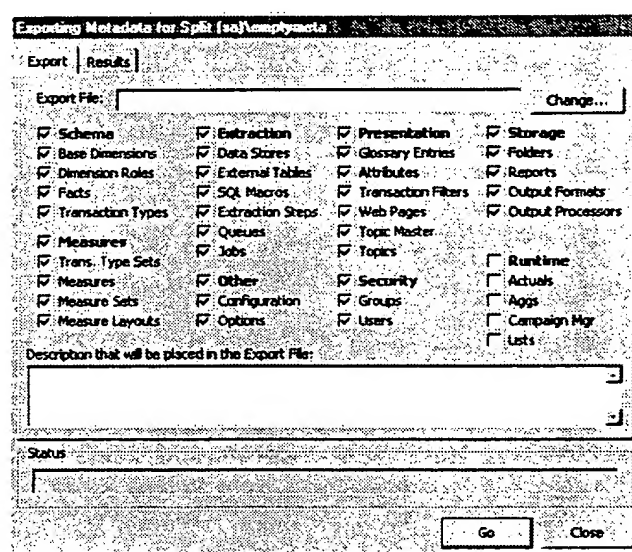 Exporting Metadata for Split [sa]\emptymeta
Export Results
Export File: Change...
Schema Extraction Presentation Storage
Base Dimensions Data Stores Glossary Entries Folders
Dimension Roles External Tables Attributes Reports
Facts SQL Macros Transaction Filters Output Formats
Transaction Types Extraction Steps Web Pages Output Processors
Queues Topic Master
Measures Jobs Topics
Trans. Type Sets Runtime
Measures Other Security Actuals
Measure Sets Configuration Groups Aggs
Measure Layouts Options Users Campaign Mgr
Lists
Description that will be placed in the Export File:
Status
Go Close